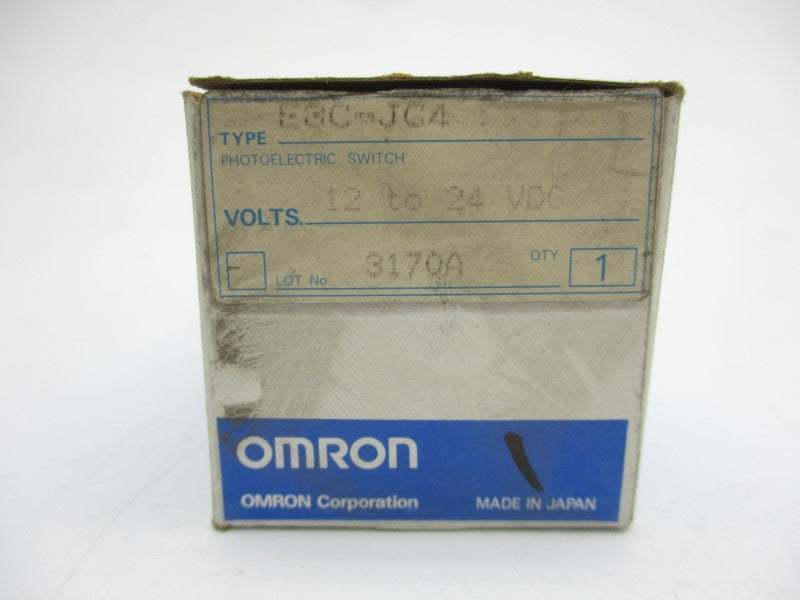 TYPE E3C-JC4
PHOTOELECTRIC SWITCH
VOLTS. 12 to 24 VDC
LOT No. 3170A QTY 1
OMRON
OMRON Corporation MADE IN JAPAN